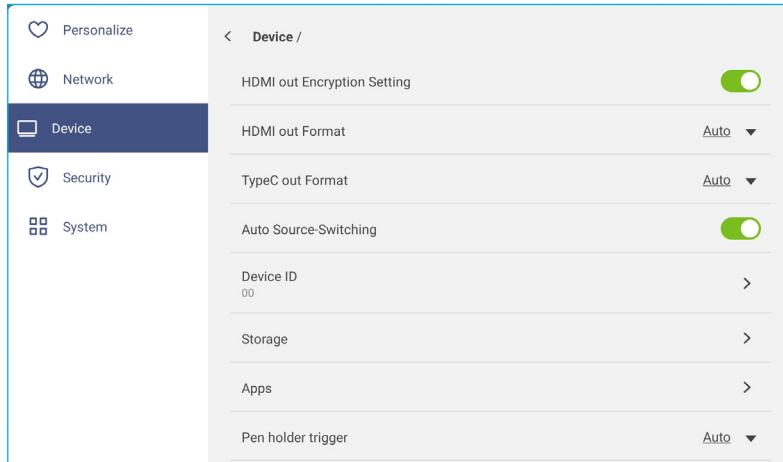 Personalize
Network
Device
Security
System
Device /
HDMI out Encryption Setting
HDMI out Format Auto
TypeC out Format Auto
Auto Source-Switching
Device ID
00
Storage
Apps
Pen holder trigger Auto